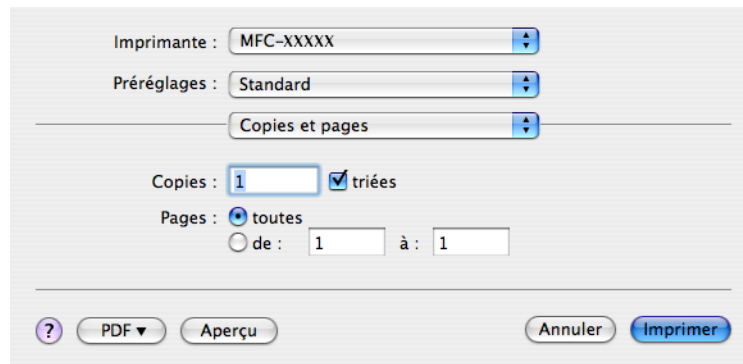 Imprimante : MFC-XXXXX
Préréglages : Standard
Copies et pages
Copies : 1 triées
Pages : toutes
de : 1 à : 1
? PDF Aperçu Annuler Imprimer